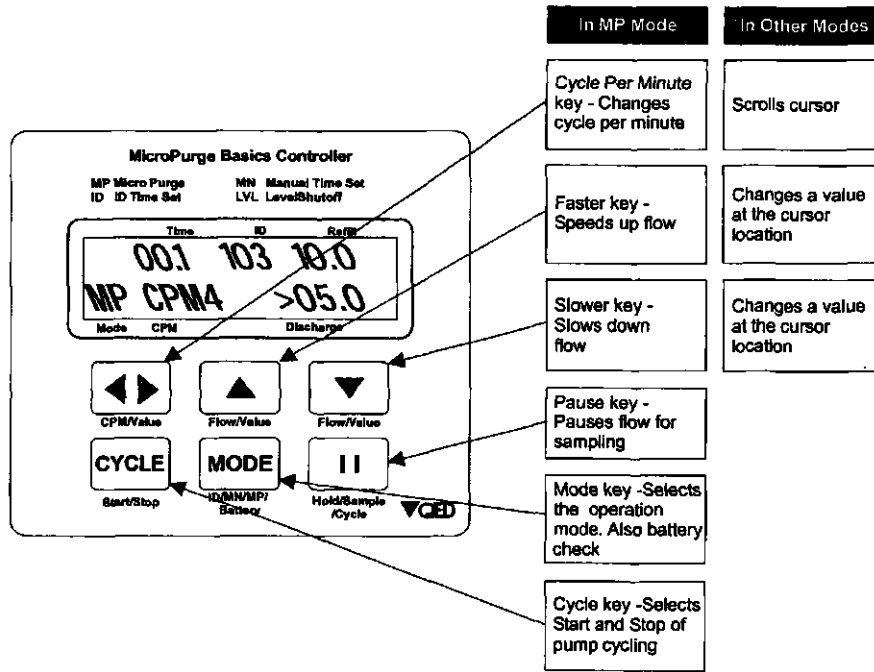 In MP Mode
In Other Modes
Cycle Per Minute
key - Changes
cycle per minute
Scrolls cursor
Faster key -
Speeds up flow
Changes a value
at the cursor
location
Slower key -
Slows down
flow
Changes a value
at the cursor
location
Pause key -
Pauses flow for
sampling
Mode key -Selects
the operation
mode. Also battery
check
Cycle key -Selects
Start and Stop of
pump cycling
MicroPurge Basics Controller
MP Micro Purge MN Manual Time Set
ID ID Time Set LVL LevelShutoff
Time ID Refill
00.1 103 10.0
MP CPM4 >05.0
Mode CPM Discharge
CPM/Value Flow/Value Flow/Value
CYCLE MODE
Start/Stop
ID/MN/MP/
Battery
Hold/Sample
/Cycle
QED